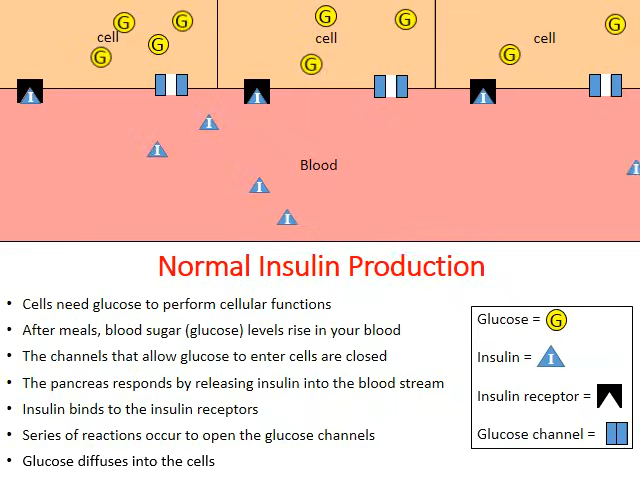 G G G G G G G G G
cell cell cell
I I I
I I I I I
Blood
Normal Insulin Production
• Cells need glucose to perform cellular functions
• After meals, blood sugar (glucose) levels rise in your blood
• The channels that allow glucose to enter cells are closed
• The pancreas responds by releasing insulin into the blood stream
• Insulin binds to the insulin receptors
• Series of reactions occur to open the glucose channels
• Glucose diffuses into the cells
Glucose = G
Insulin = I
Insulin receptor =
Glucose channel =